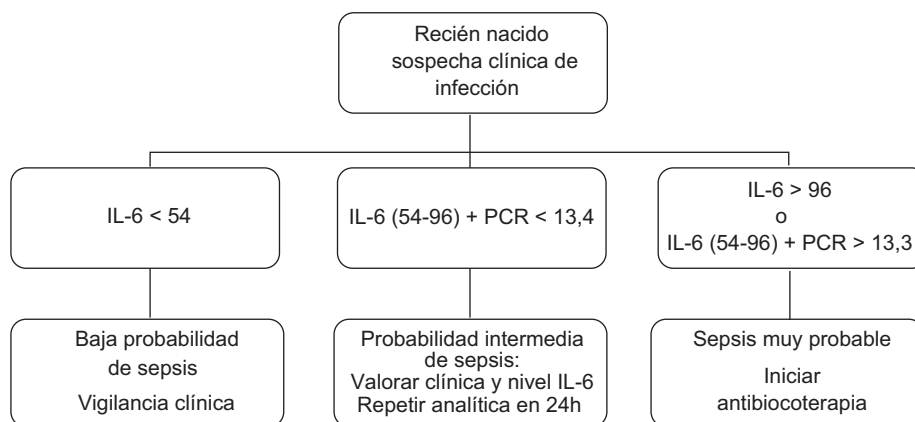 Recién nacido
sospecha clínica de
infección
IL-6 < 54
IL-6 (54-96) + PCR < 13,4
IL-6 > 96
o
IL-6 (54-96) + PCR > 13,3
Baja probabilidad
de sepsis
Vigilancia clínica
Probabilidad intermedia
de sepsis:
Valorar clínica y nivel IL-6
Repetir analítica en 24h
Sepsis muy probable
Iniciar
antibiocoterapia